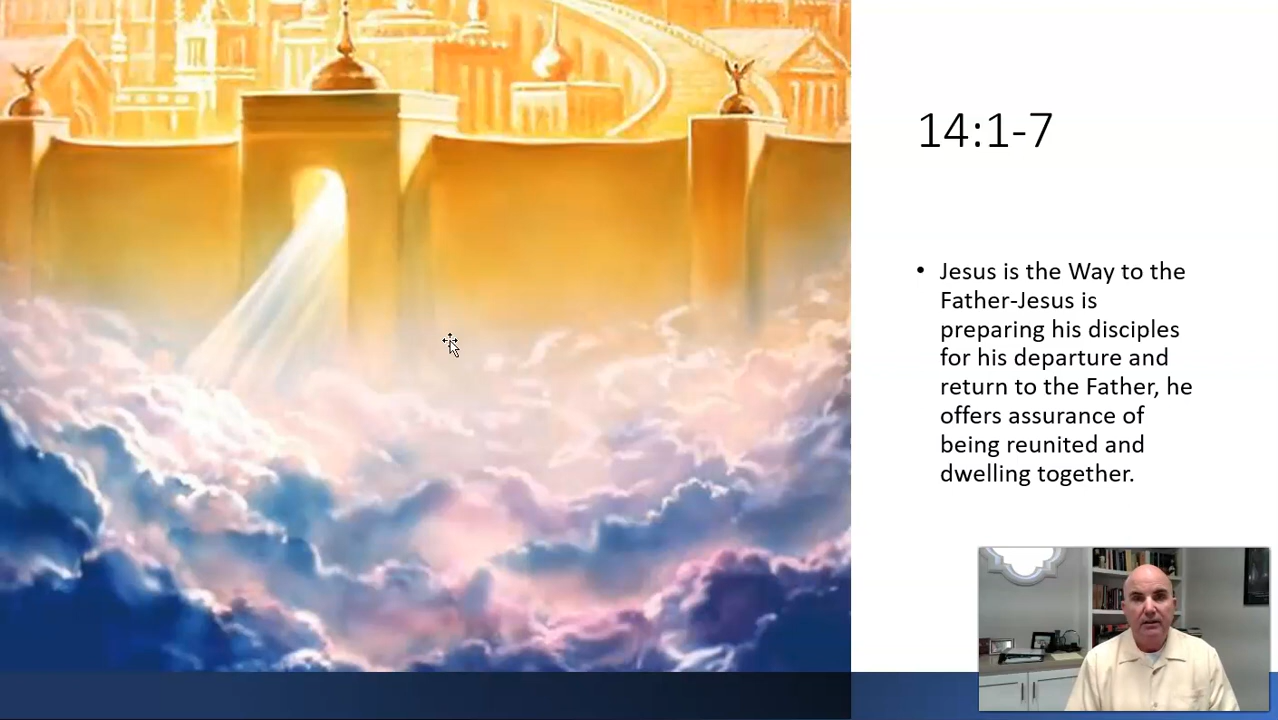 14:1-7
• Jesus is the Way to the
Father-Jesus is
preparing his disciples
for his departure and
return to the Father, he
offers assurance of
being reunited and
dwelling together.